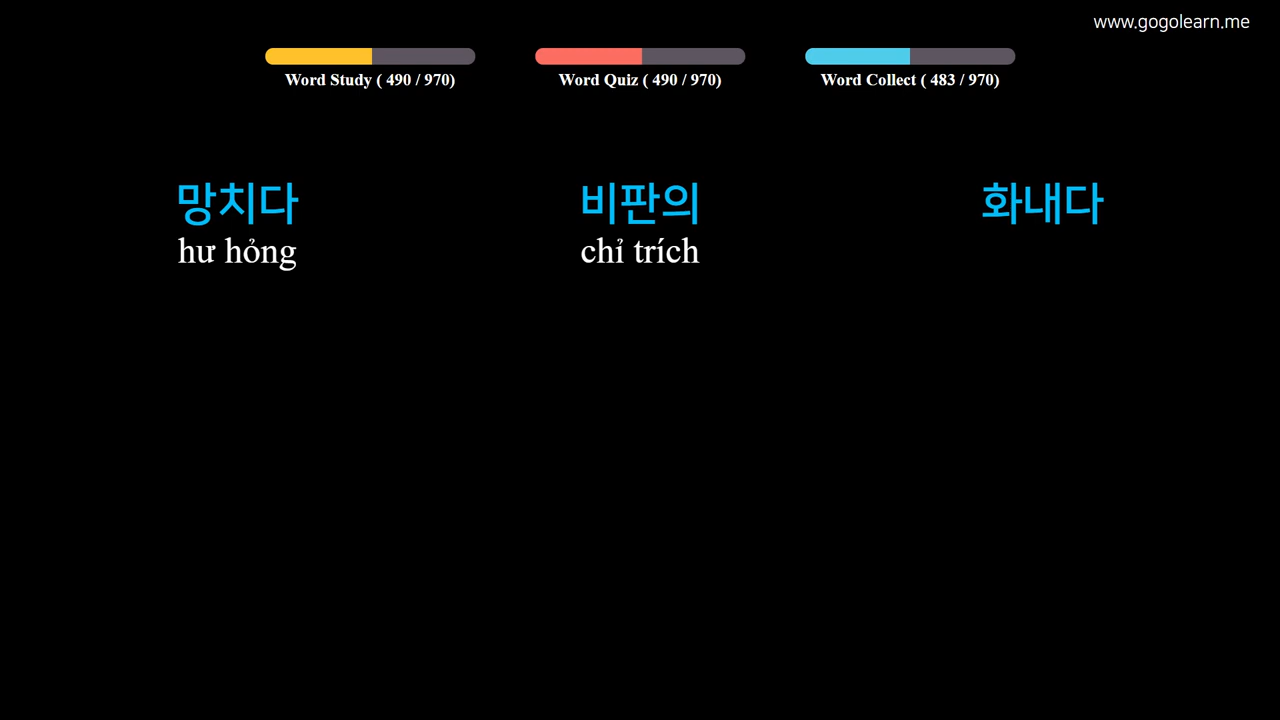 www.gogolearn.me
Word Study ( 490 / 970)
Word Quiz ( 490 / 970)
Word Collect ( 483 / 970)
망치다
비판의
화내다
hư hỏng
chỉ trích